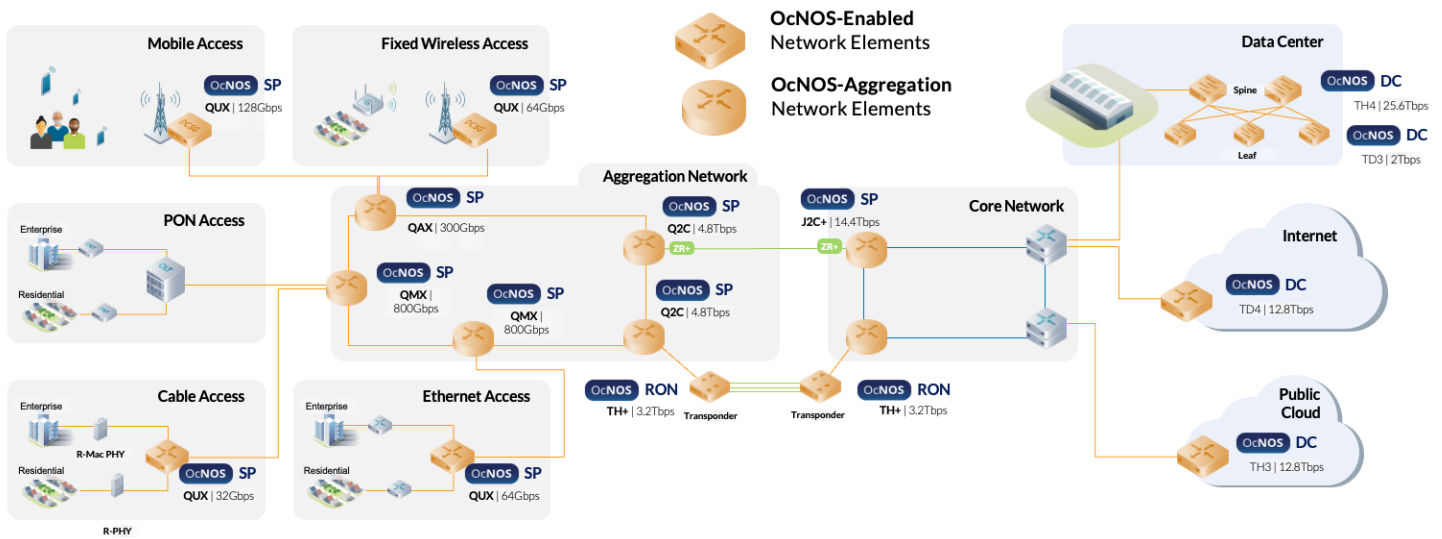 OcNOS-Enabled
Network Elements
OcNOS-Aggregation
Network Elements
Mobile Access
OcNOS SP
QUX | 128Gbps
DCSG
Fixed Wireless Access
OcNOS SP
QUX | 64Gbps
DCSG
Data Center
Spine
Leaf
OcNOS DC
TH4 | 25.6Tbps
OcNOS DC
TD3 | 2Tbps
PON Access
Enterprise
ONT
OLT
Residential
ONT
Aggregation Network
OcNOS SP
QAX | 300Gbps
OcNOS SP
Q2C | 4.8Tbps
ZR+
OcNOS SP
QMX |
800Gbps
OcNOS SP
QMX |
800Gbps
OcNOS SP
Q2C | 4.8Tbps
Core Network
OcNOS SP
J2C+ | 14.4Tbps
ZR+
Internet
OcNOS DC
TD4 | 12.8Tbps
Cable Access
Enterprise
R-Mac PHY
Residential
OcNOS SP
QUX | 32Gbps
R-PHY
Ethernet Access
Enterprise
Residential
OcNOS SP
QUX | 64Gbps
OcNOS RON
TH+ | 3.2Tbps
Transponder
Transponder
OcNOS RON
TH+ | 3.2Tbps
Public
Cloud
OcNOS DC
TH3 | 12.8Tbps